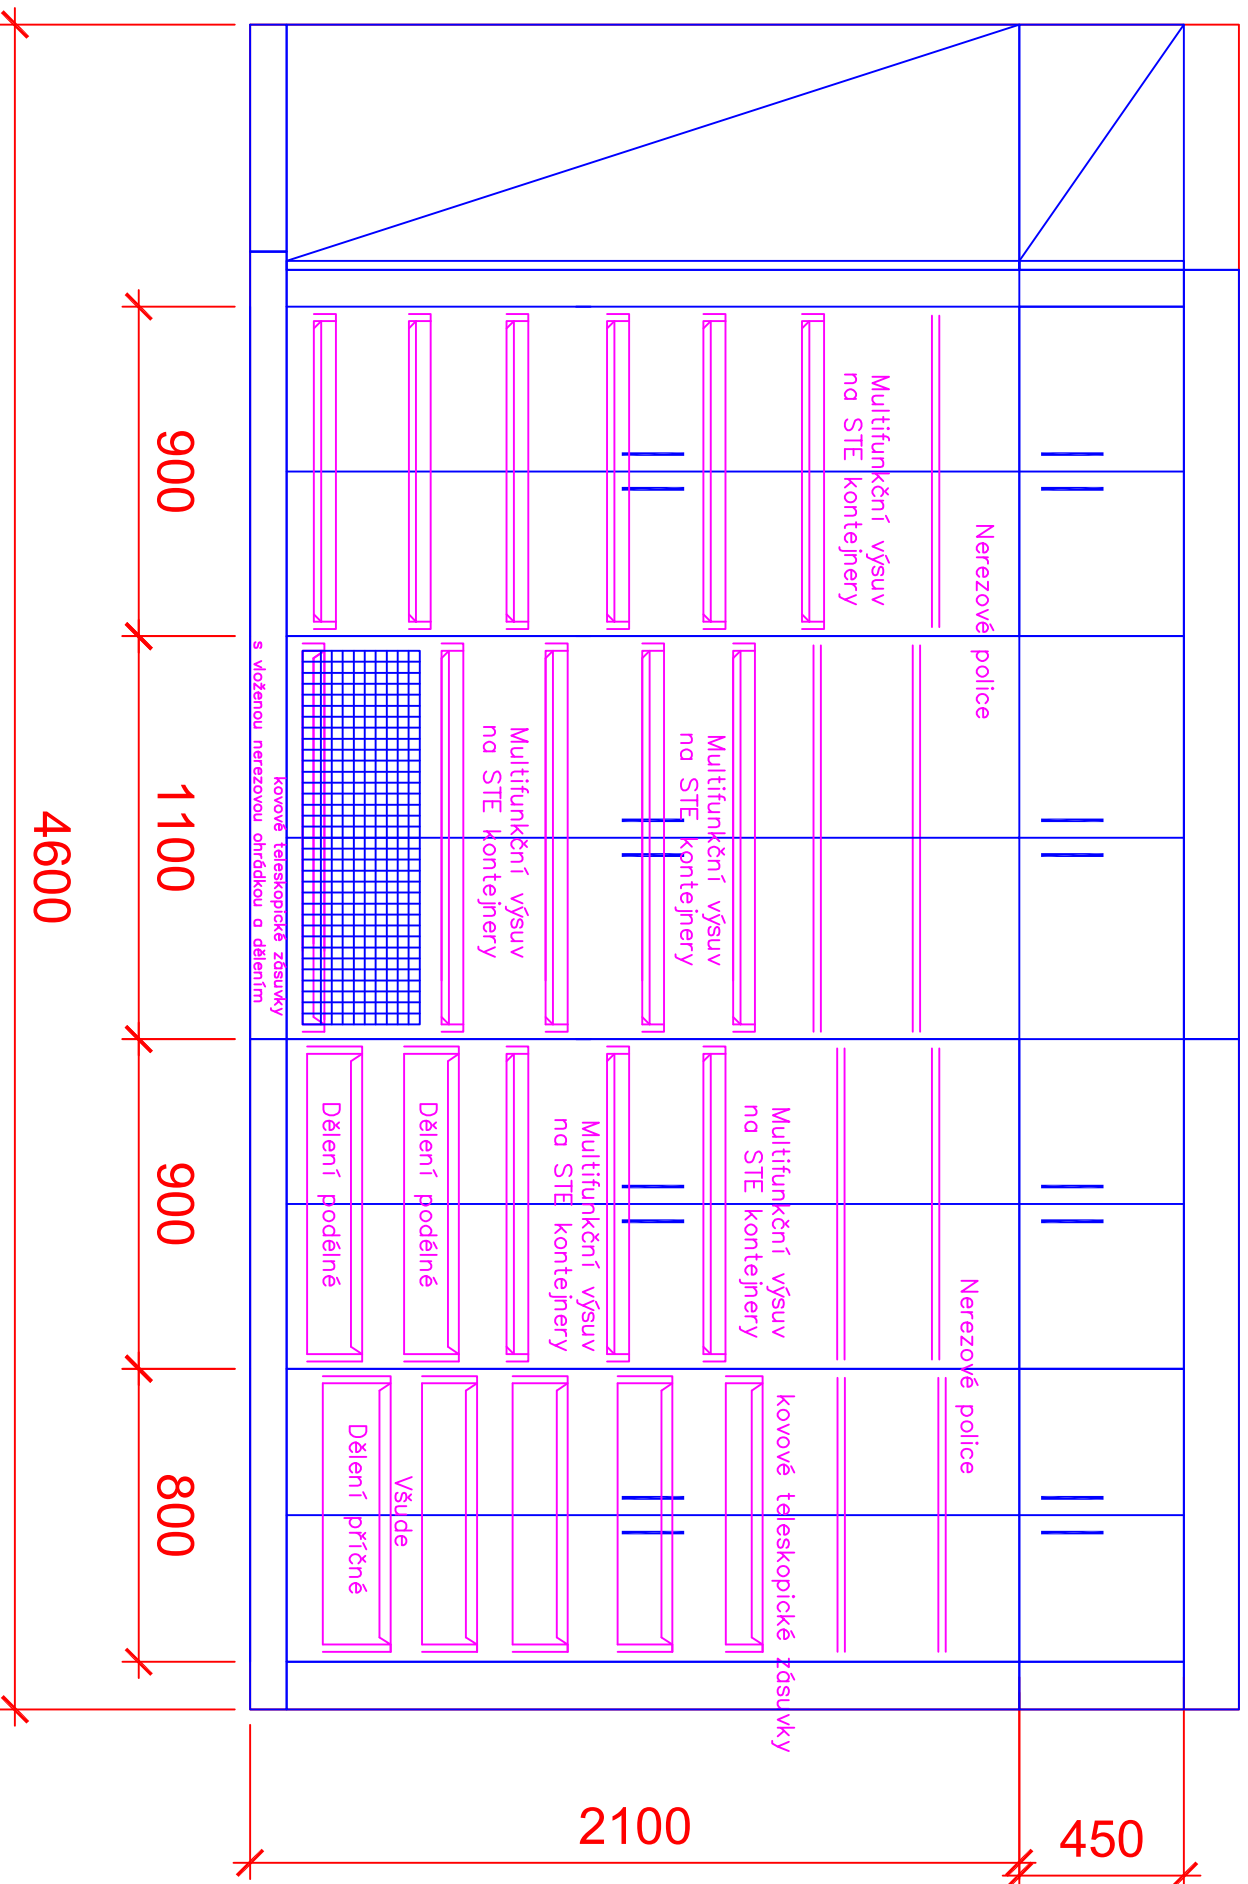 Nerezové police
Nerezové police
Multifunkční výsuv
na STE kontejnery
Multifunkční výsuv
na STE kontejnery
Multifunkční výsuv
na STE kontejnery
kovové teleskopické zásuvky
Multifunkční výsuv
na STE kontejnery
Multifunkční výsuv
na STE kontejnery
Dělení podélné
Dělení podélné
Všude
Dělení příčné
kovové teleskopické zásuvky
s vloženou nerezovou ohrádkou a dělením
900
1100
900
800
4600
450
2100